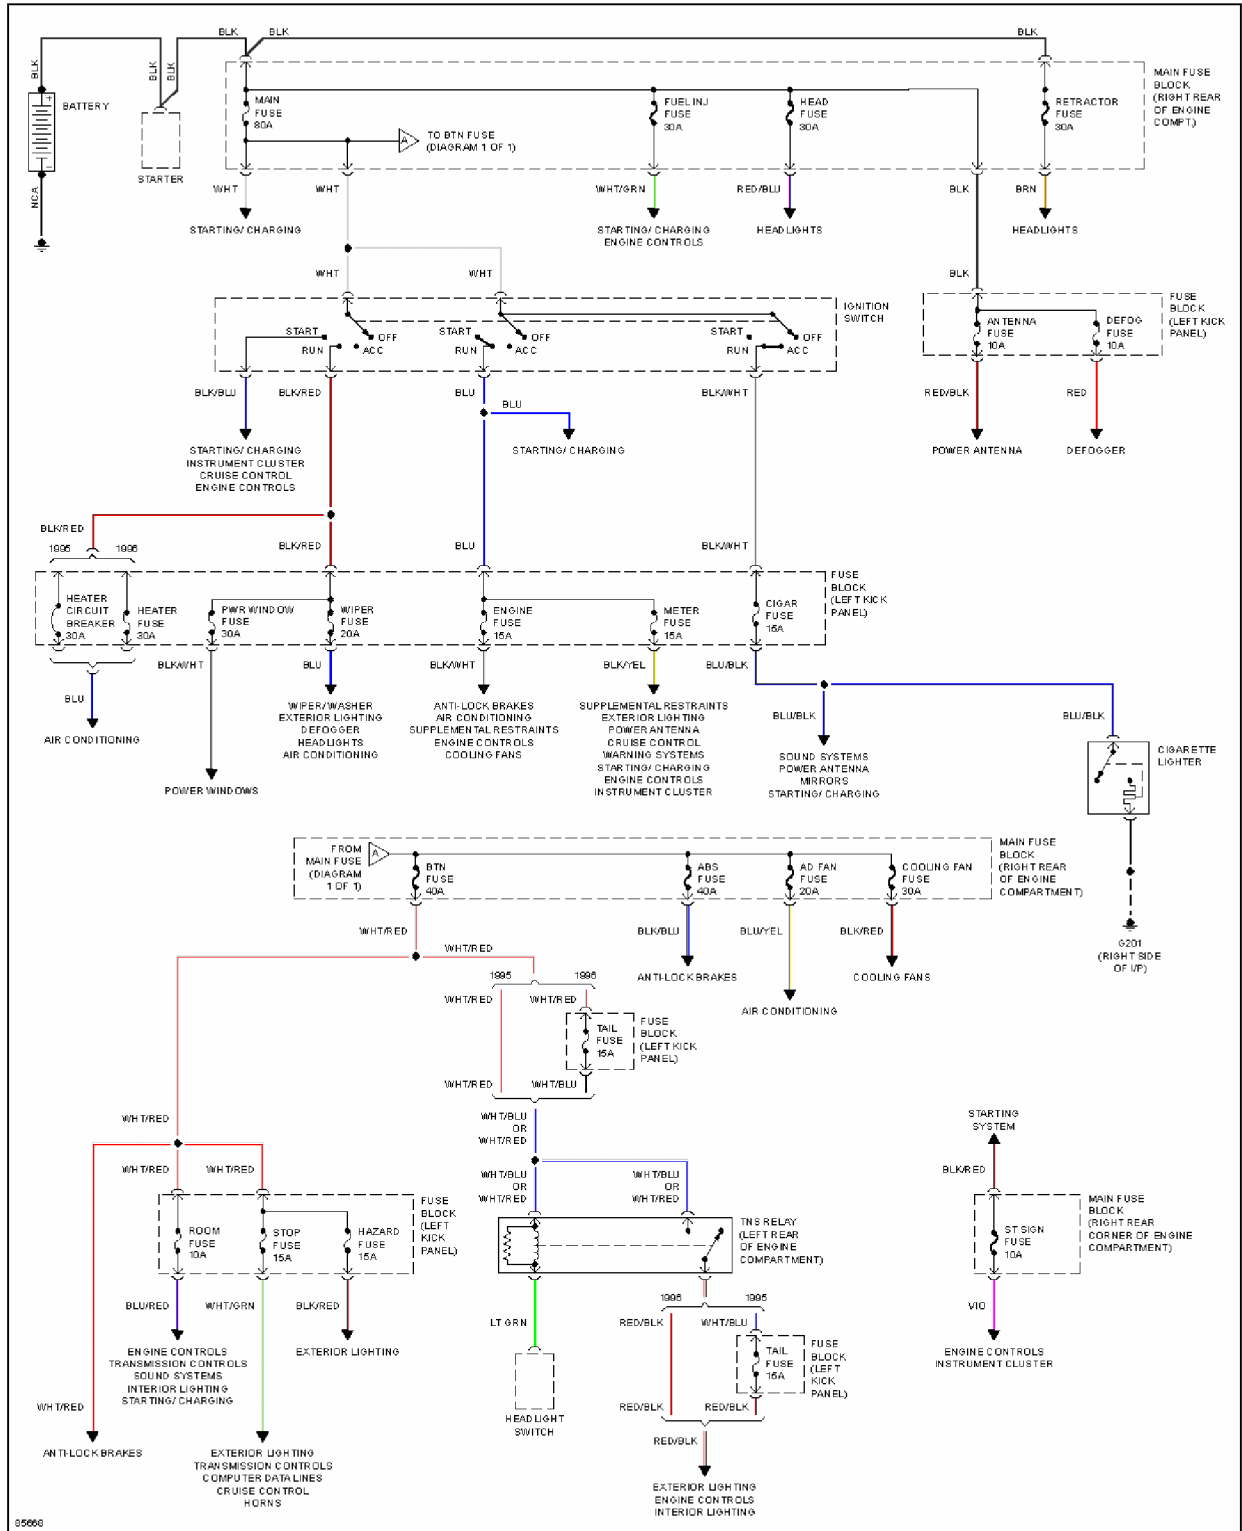 BLK
BLK
BLK
BLK
BLK
BLK
BATTERY
NCA
STARTER
MAIN
FUSE
80A
TO BTN FUSE
(DIAGRAM 1 OF 1)
A
FUEL INJ
FUSE
30A
HEAD
FUSE
30A
RETRACTOR
FUSE
30A
MAIN FUSE
BLOCK
(RIGHT REAR
OF ENGINE
COMPT.)
WHT
WHT
WHT/GRN
RED/BLU
BLK
BRN
STARTING/ CHARGING
STARTING/ CHARGING
ENGINE CONTROLS
HEADLIGHTS
HEADLIGHTS
WHT
WHT
BLK
IGNITION
SWITCH
START
OFF
RUN
ACC
START
OFF
RUN
ACC
START
OFF
RUN
ACC
ANTENNA
FUSE
10A
DEFOG
FUSE
10A
FUSE
BLOCK
(LEFT KICK
PANEL)
BLK/BLU
BLK/RED
BLU
BLU
BLK/WHT
RED/BLK
RED
STARTING/ CHARGING
INSTRUMENT CLUSTER
CRUISE CONTROL
ENGINE CONTROLS
STARTING/ CHARGING
POWER ANTENNA
DEFOGGER
BLK/RED
1995
1996
BLK/RED
BLU
BLK/WHT
HEATER
CIRCUIT
BREAKER
30A
HEATER
FUSE
30A
PWR WINDOW
FUSE
30A
WIPER
FUSE
20A
ENGINE
FUSE
15A
METER
FUSE
15A
CIGAR
FUSE
15A
FUSE
BLOCK
(LEFT KICK
PANEL)
BLU
BLK/WHT
BLU
BLK/WHT
BLK/YEL
BLU/BLK
AIR CONDITIONING
POWER WINDOWS
WIPER/WASHER
EXTERIOR LIGHTING
DEFOGGER
HEADLIGHTS
AIR CONDITIONING
ANTI-LOCK BRAKES
AIR CONDITIONING
SUPPLEMENTAL RESTRAINTS
ENGINE CONTROLS
COOLING FANS
SUPPLEMENTAL RESTRAINTS
EXTERIOR LIGHTING
POWER ANTENNA
CRUISE CONTROL
WARNING SYSTEMS
STARTING/ CHARGING
ENGINE CONTROLS
INSTRUMENT CLUSTER
BLU/BLK
SOUND SYSTEMS
POWER ANTENNA
MIRRORS
STARTING/ CHARGING
BLU/BLK
CIGARETTE
LIGHTER
G201
(RIGHT SIDE
OF I/P)
FROM
MAIN FUSE
(DIAGRAM
1 OF 1)
A
BTN
FUSE
40A
ABS
FUSE
40A
AD FAN
FUSE
20A
COOLING FAN
FUSE
30A
MAIN FUSE
BLOCK
(RIGHT REAR
OF ENGINE
COMPARTMENT)
WHT/RED
BLK/BLU
BLU/YEL
BLK/RED
WHT/RED
ANTI-LOCK BRAKES
AIR CONDITIONING
COOLING FANS
1995
1996
WHT/RED
WHT/RED
TAIL
FUSE
15A
FUSE
BLOCK
(LEFT KICK
PANEL)
WHT/RED
WHT/BLU
WHT/BLU
OR
WHT/RED
WHT/BLU
OR
WHT/RED
WHT/BLU
OR
WHT/RED
TNS RELAY
(LEFT REAR
OF ENGINE
COMPARTMENT)
LT GRN
HEADLIGHT
SWITCH
1996
1995
RED/BLK
WHT/BLU
TAIL
FUSE
15A
FUSE
BLOCK
(LEFT
KICK
PANEL)
RED/BLK
RED/BLK
RED/BLK
EXTERIOR LIGHTING
ENGINE CONTROLS
INTERIOR LIGHTING
WHT/RED
WHT/RED
WHT/RED
ROOM
FUSE
10A
STOP
FUSE
15A
HAZARD
FUSE
15A
FUSE
BLOCK
(LEFT
KICK
PANEL)
BLU/RED
WHT/GRN
BLK/RED
ENGINE CONTROLS
TRANSMISSION CONTROLS
SOUND SYSTEMS
INTERIOR LIGHTING
STARTING/ CHARGING
EXTERIOR LIGHTING
WHT/RED
ANTI-LOCK BRAKES
EXTERIOR LIGHTING
TRANSMISSION CONTROLS
COMPUTER DATA LINES
CRUISE CONTROL
HORNS
STARTING
SYSTEM
BLK/RED
ST SIGN
FUSE
10A
MAIN FUSE
BLOCK
(RIGHT REAR
CORNER OF ENGINE
COMPARTMENT)
VIO
ENGINE CONTROLS
INSTRUMENT CLUSTER
85668